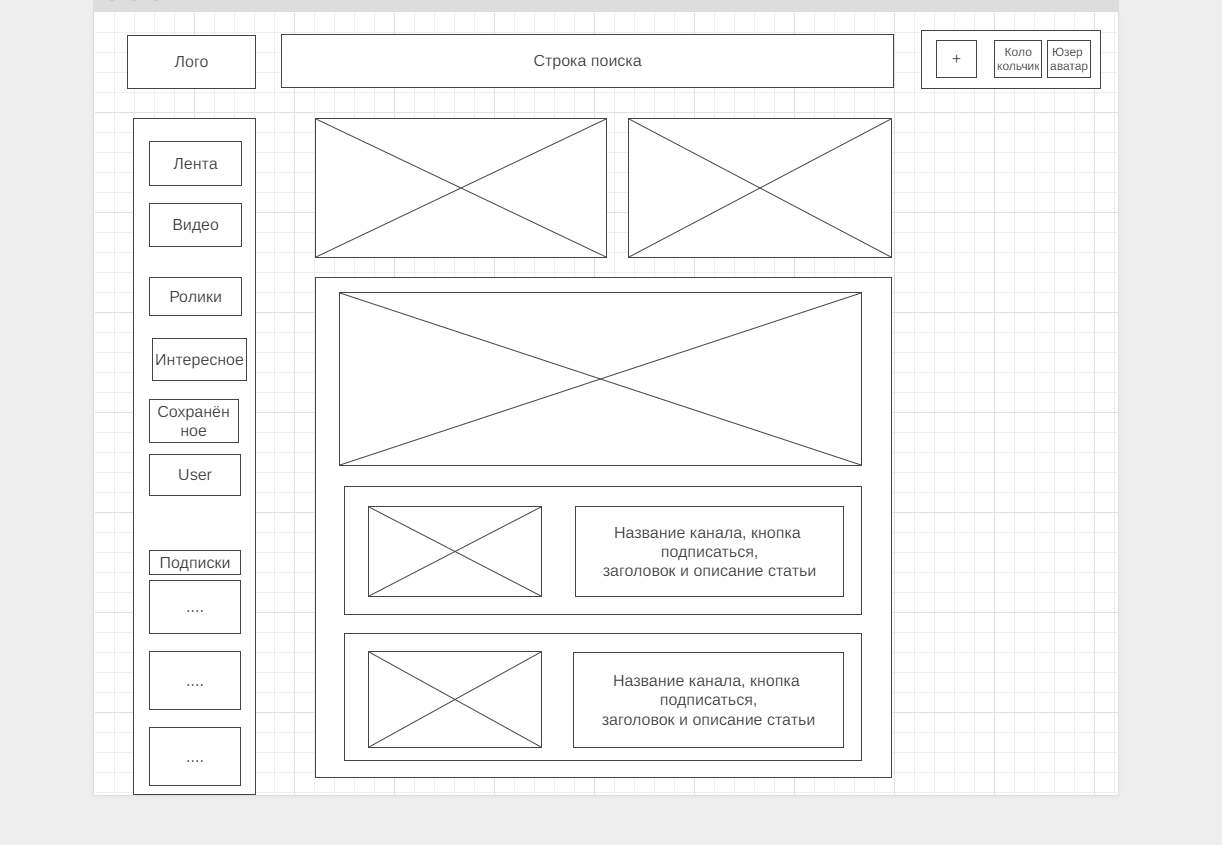 Лого
Строка поиска
+
Коло
кольчик
Юзер
аватар
Лента
Видео
Ролики
Интересное
Сохранён
ное
User
Подписки
....
....
....
Название канала, кнопка
подписаться,
заголовок и описание статьи
Название канала, кнопка
подписаться,
заголовок и описание статьи